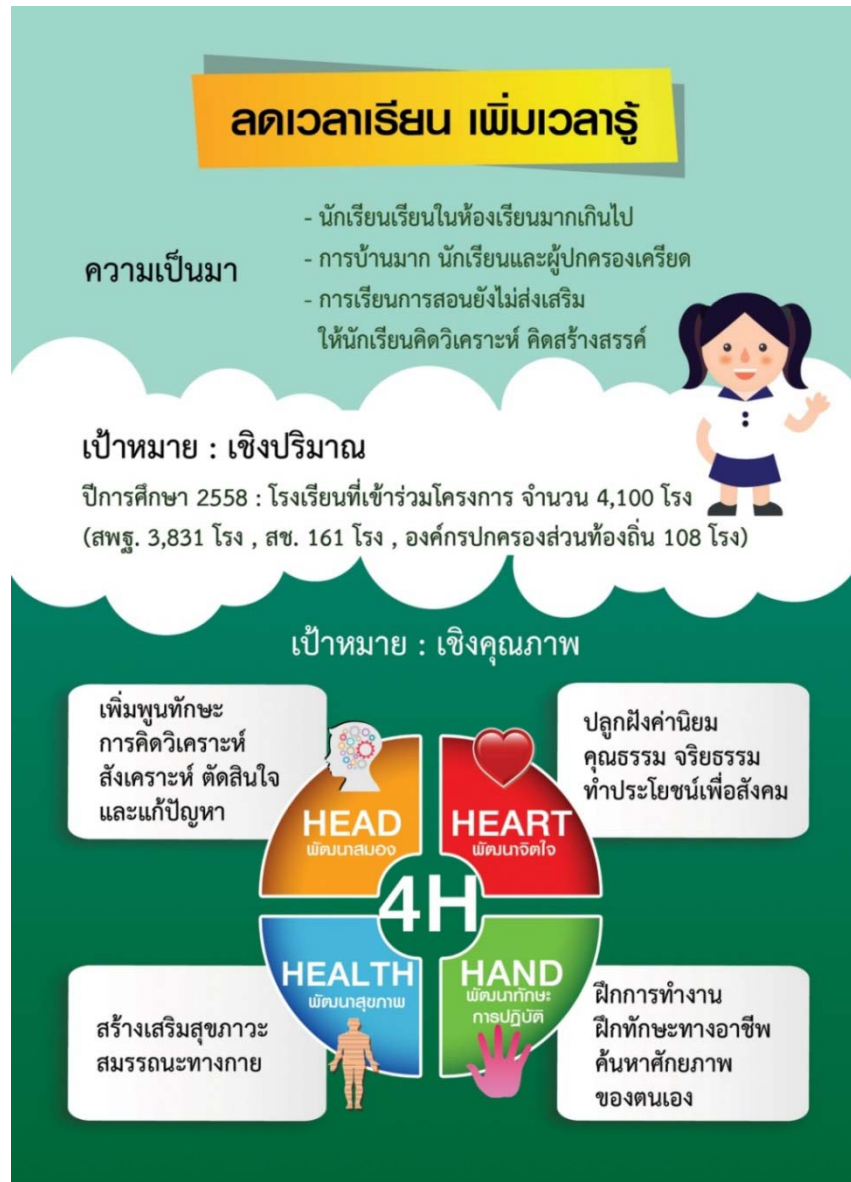 ลดเวลาเรียน เพิ่มเวลารู้
ความเป็นมา
- นักเรียนเรียนในห้องเรียนมากเกินไป
- การบ้านมาก นักเรียนและผู้ปกครองเครียด
- การเรียนการสอนยังไม่ส่งเสริม
ให้นักเรียนคิดวิเคราะห์ คิดสร้างสรรค์
เป้าหมาย : เชิงปริมาณ
ปีการศึกษา 2558 : โรงเรียนที่เข้าร่วมโครงการ จำนวน 4,100 โรง
(สพฐ. 3,831 โรง , สช. 161 โรง , องค์กรปกครองส่วนท้องถิ่น 108 โรง)
เป้าหมาย : เชิงคุณภาพ
เพิ่มพูนทักษะ
การคิดวิเคราะห์
สังเคราะห์ ตัดสินใจ
และแก้ปัญหา
ปลูกฝังค่านิยม
คุณธรรม จริยธรรม
ทำประโยชน์เพื่อสังคม
HEAD
พัฒนาสมอง
HEART
พัฒนาจิตใจ
4H
HEALTH
พัฒนาสุขภาพ
HAND
พัฒนาทักษะ
การปฏิบัติ
สร้างเสริมสุขภาวะ
สมรรถนะทางกาย
ฝึกการทำงาน
ฝึกทักษะทางอาชีพ
ค้นหาศักยภาพ
ของตนเอง